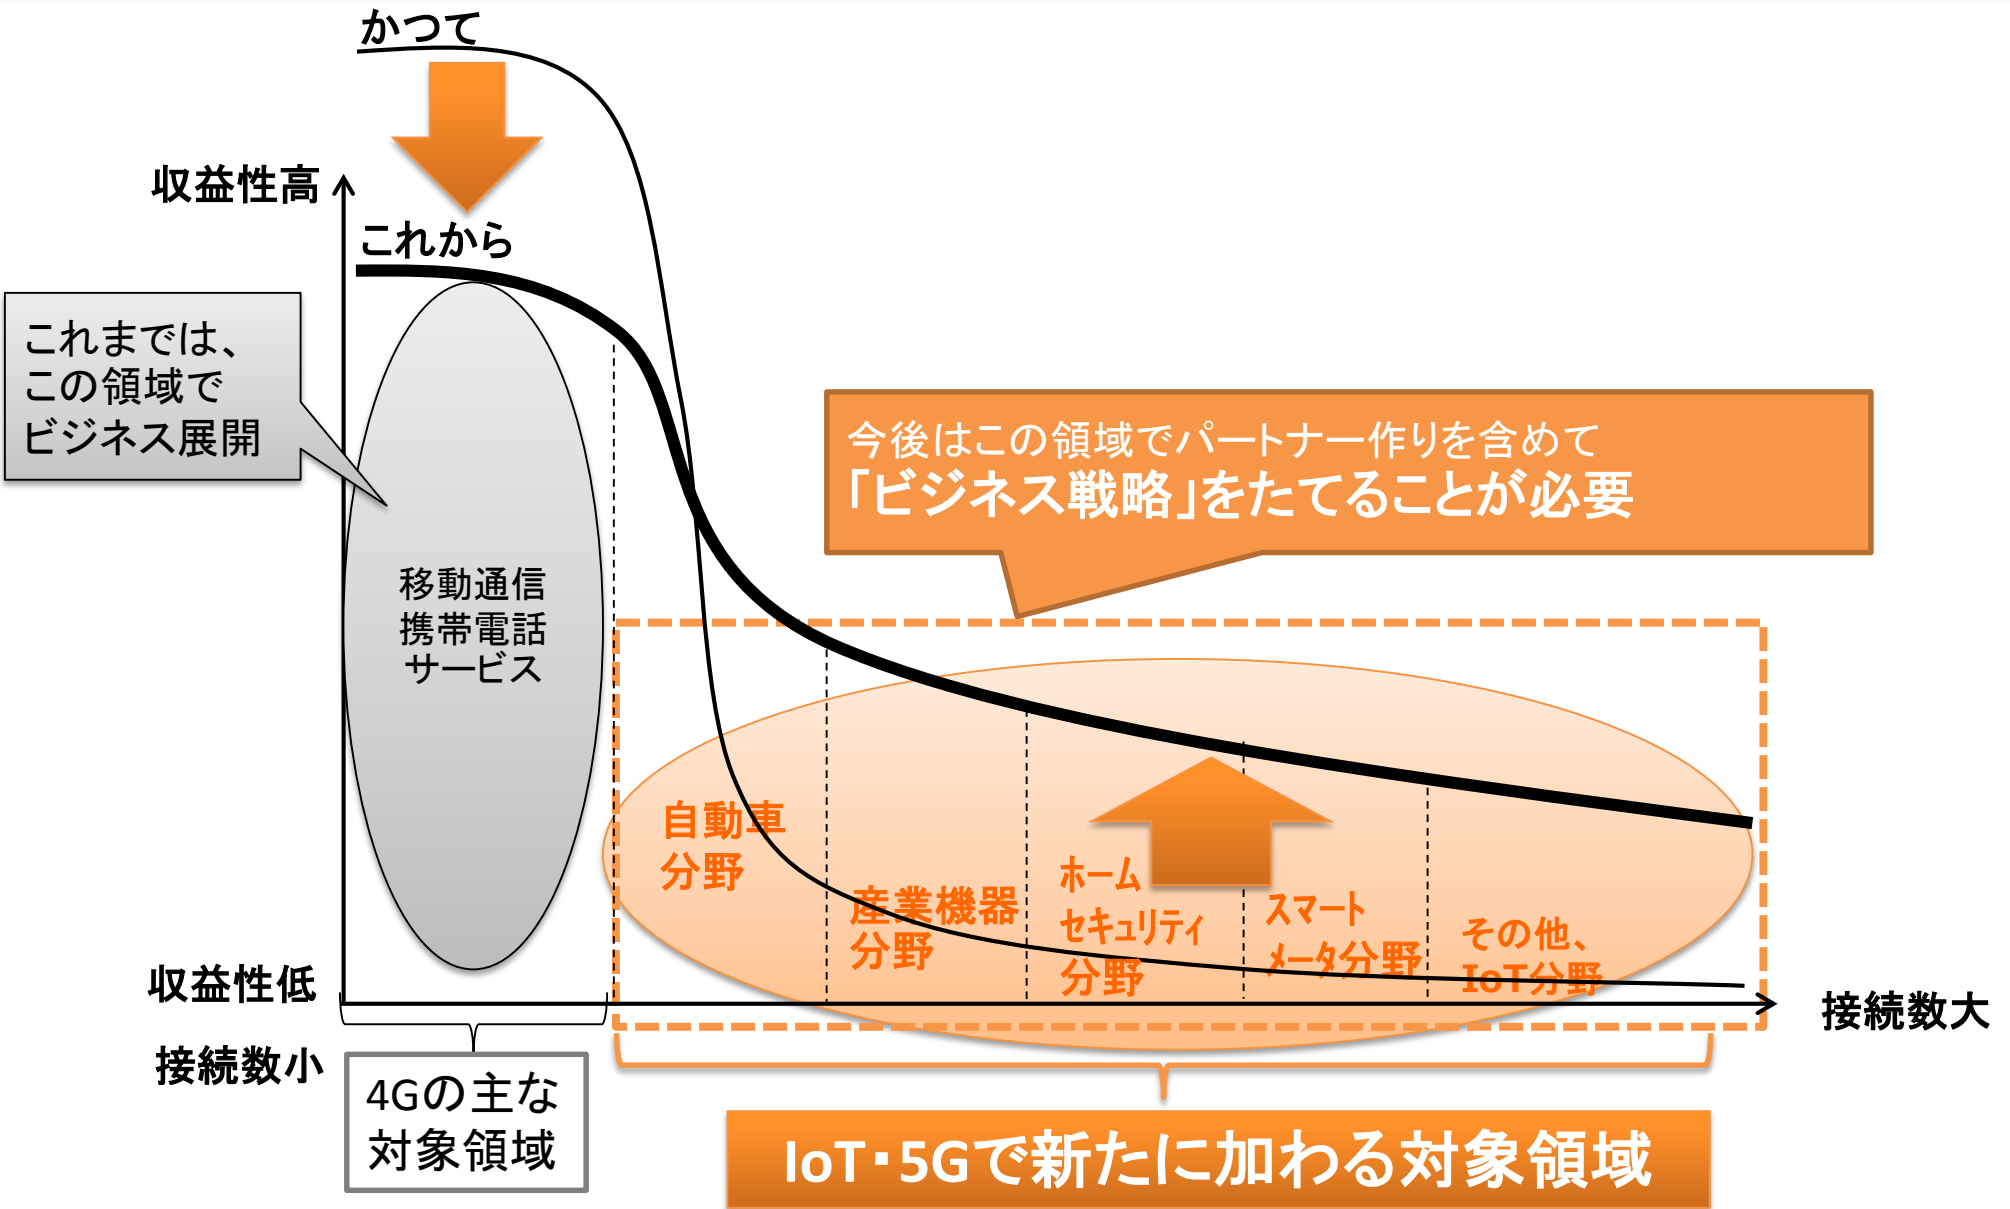 かつて
収益性高
これから
これまでは、
この領域で
ビジネス展開
今後はこの領域でパートナー作りを含めて
「ビジネス戦略」をたてることが必要
移動通信
携帯電話
サービス
自動車
分野
産業機器
分野
ホーム
セキュリティ
分野
スマート
メータ分野
その他、
IoT分野
収益性低
接続数大
接続数小
4Gの主な
対象領域
IoT・5Gで新たに加わる対象領域